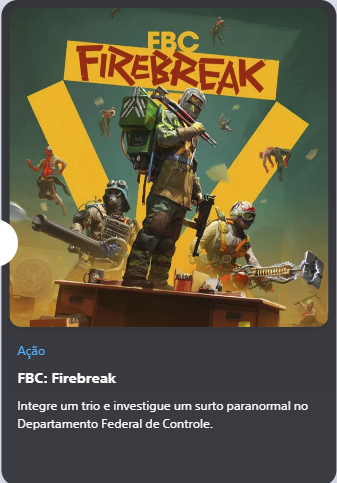 FBC
FIREBREAK
Ação
FBC: Firebreak
Integre um trio e investigue um surto paranormal no
Departamento Federal de Controle.